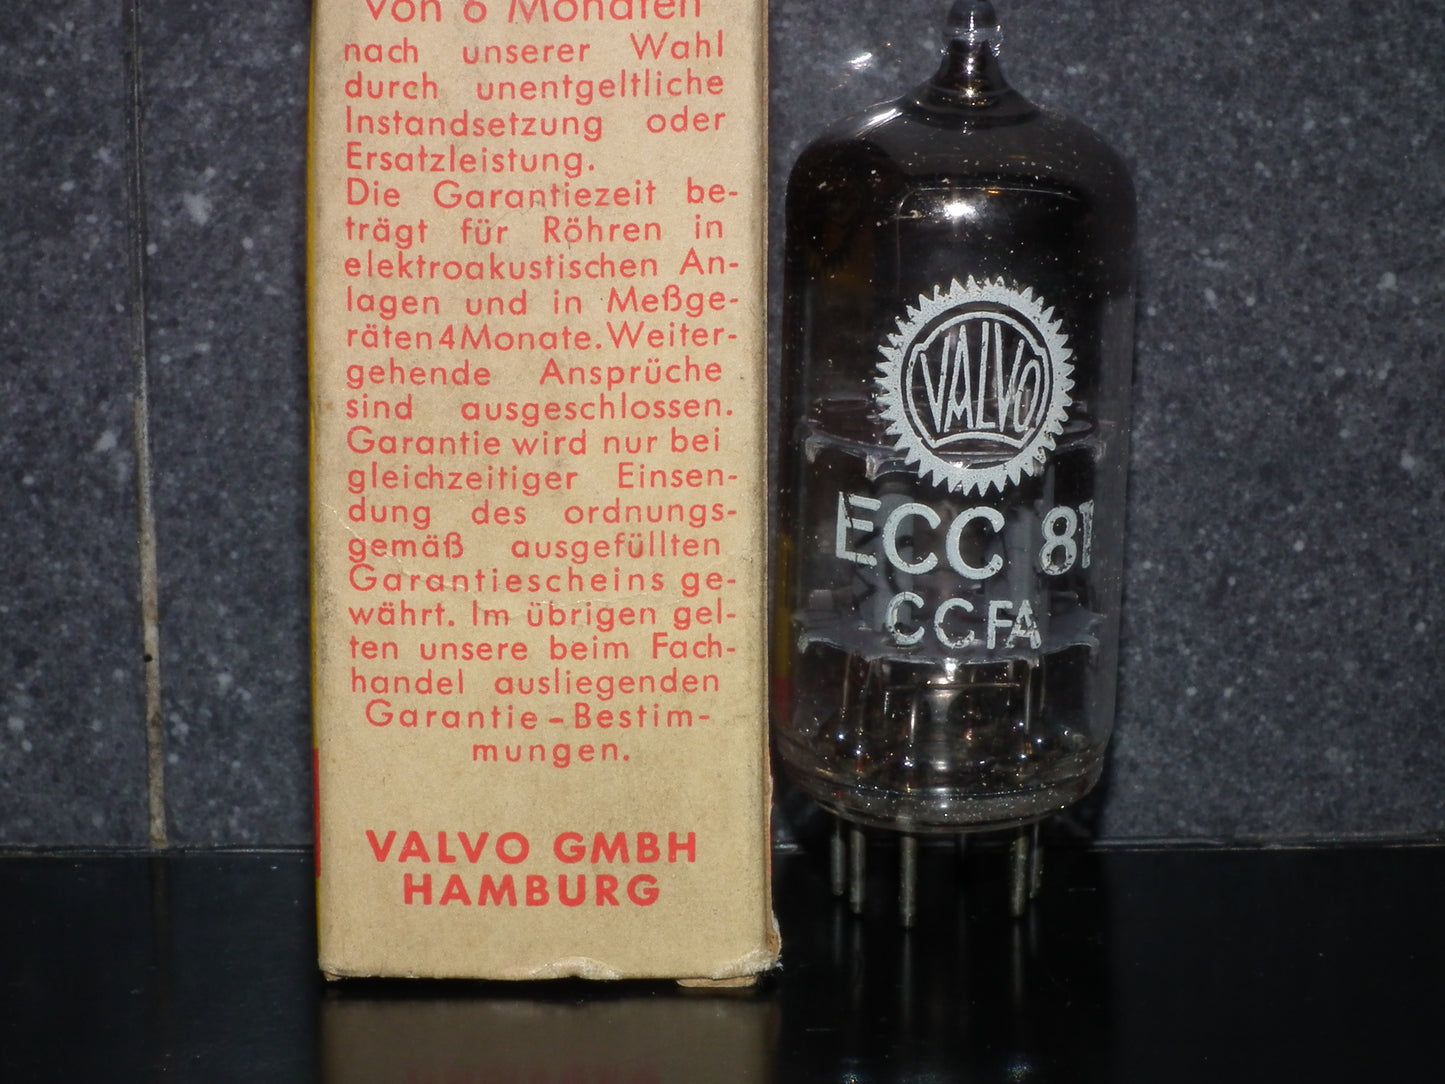 von 6 Monaten
nach unserer Wahl
durch unentgeltliche
Instandsetzung oder
Ersatzleistung.
Die Garantiezeit be-
trägt für Röhren in
elektroakustischen An-
lagen und in Meßge-
räten 4 Monate. Weiter-
gehende Ansprüche
sind ausgeschlossen.
Garantie wird nur bei
gleichzeitiger Einsen-
dung des ordnungs-
gemäß ausgefüllten
Garantiescheins ge-
währt. Im übrigen gel-
ten unsere beim Fach-
handel ausliegenden
Garantie-Bestim-
mungen.
VALVO GMBH
HAMBURG
VALVO
ECC 81
CCFA